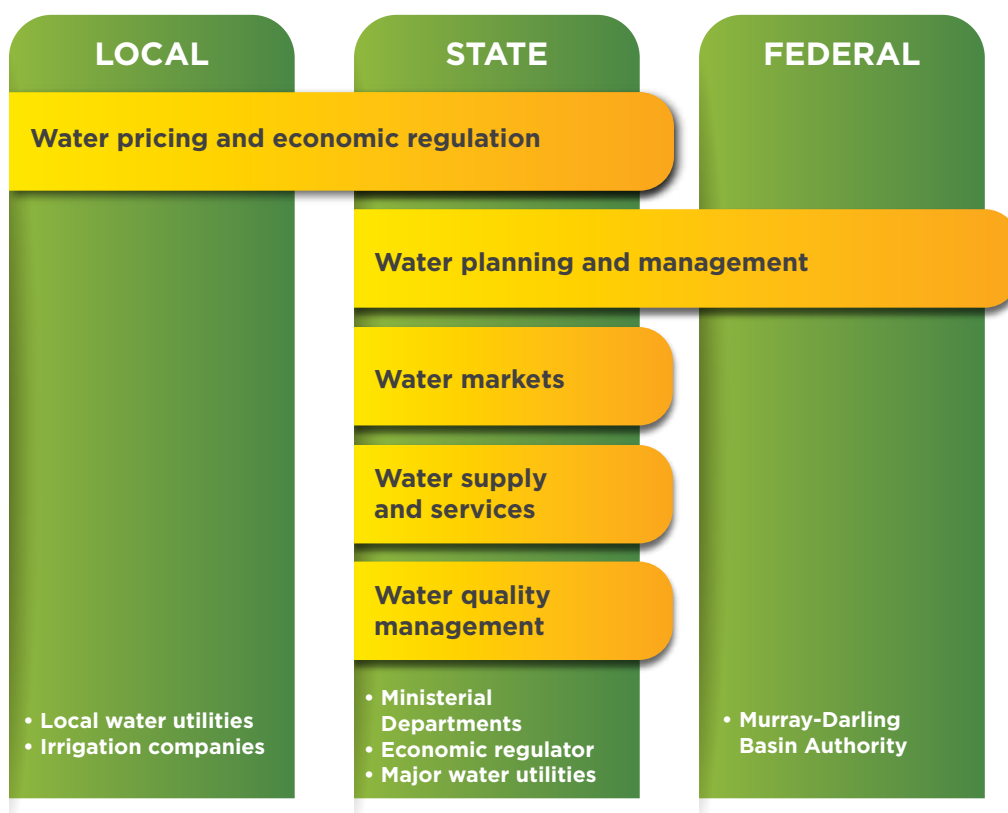 LOCAL
STATE
FEDERAL
Water pricing and economic regulation
Water planning and management
Water markets
Water supply
and services
Water quality
management
• Local water utilities
• Irrigation companies
• Ministerial
Departments
• Economic regulator
• Major water utilities
• Murray-Darling
Basin Authority